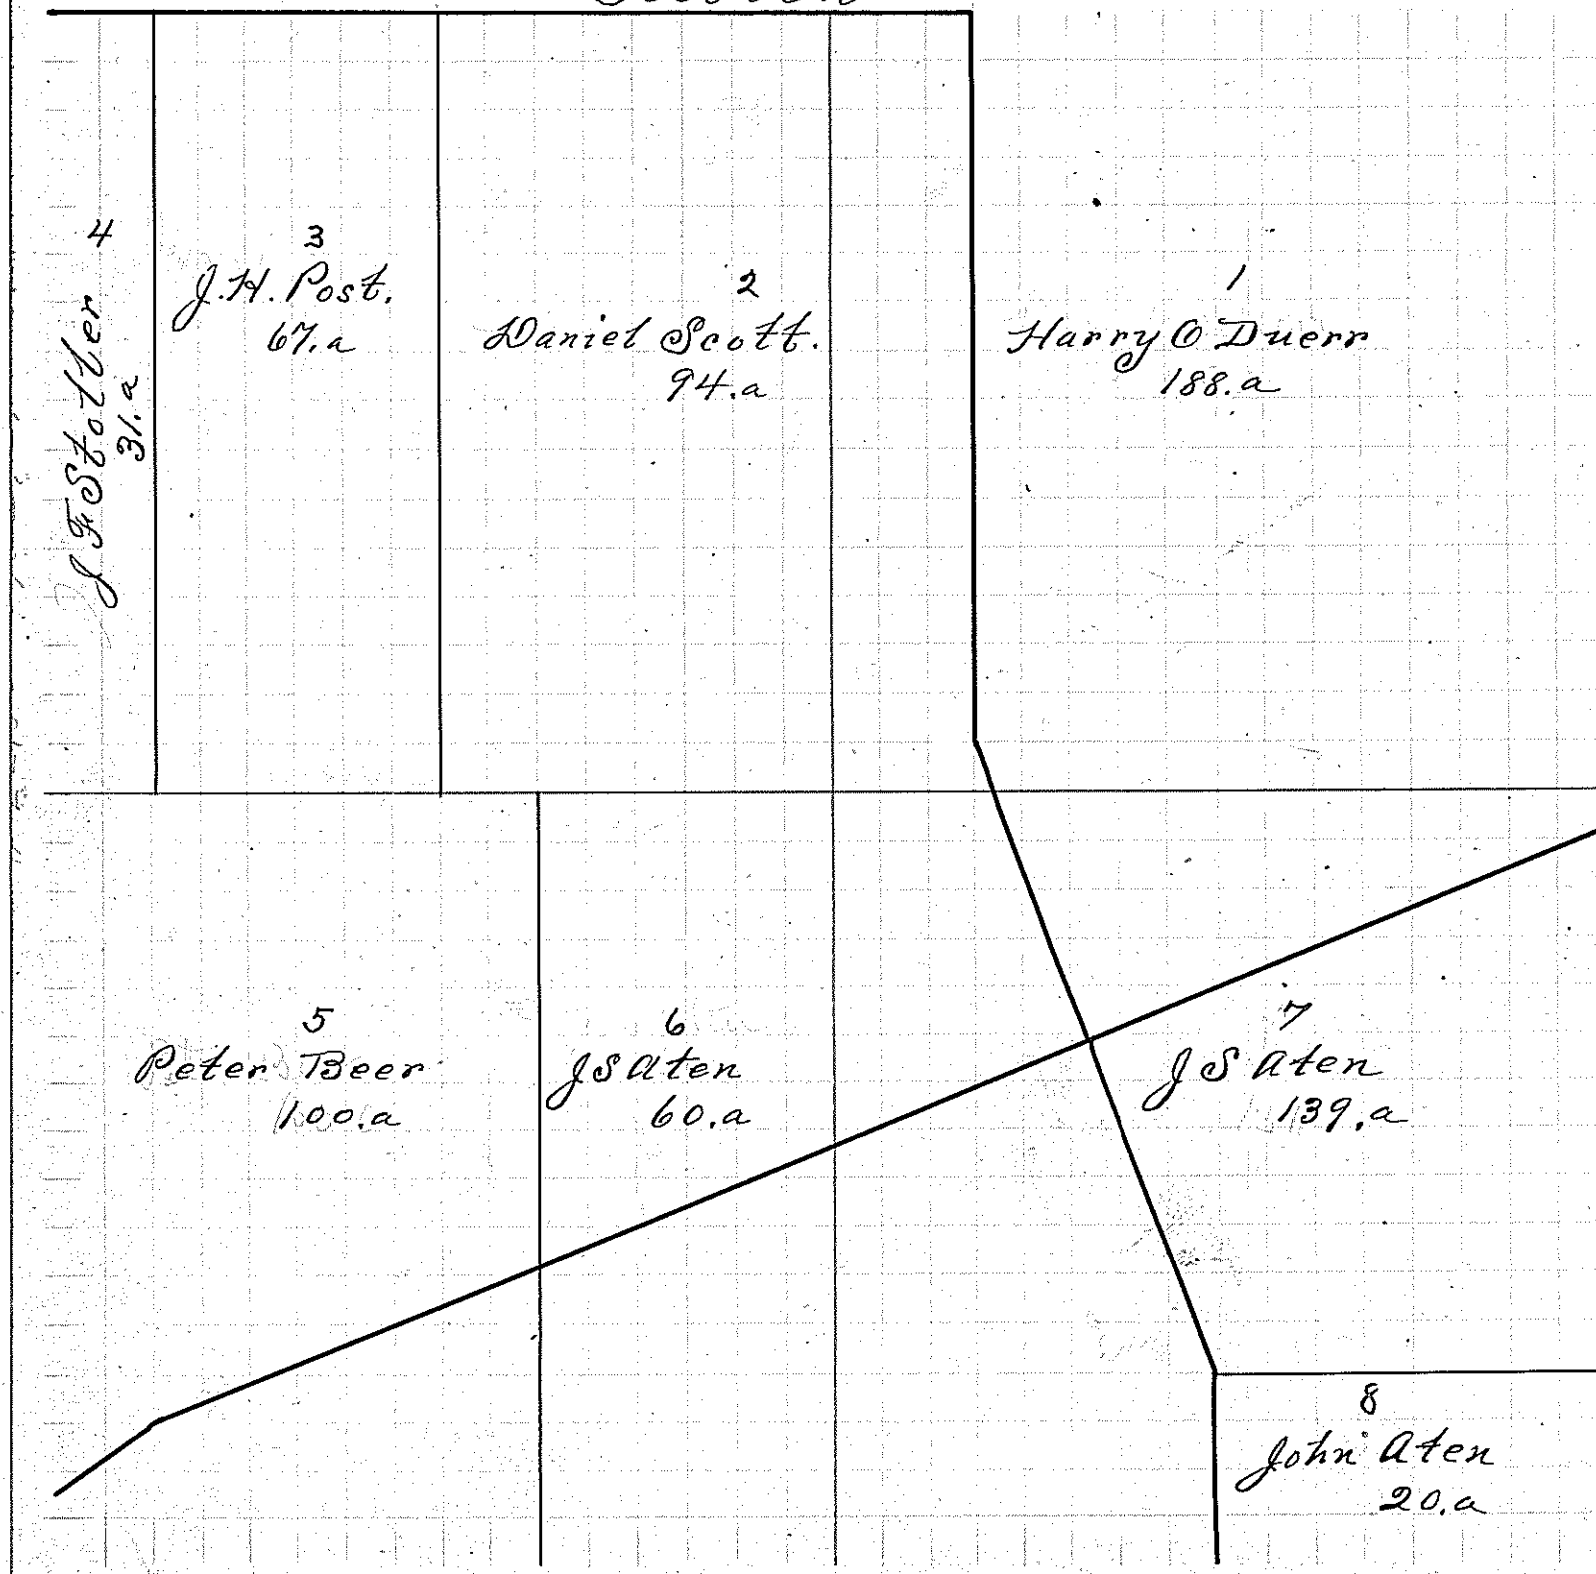 4
J F Stoller
31.a
3
J.H. Post.
67.a
2
Daniel Scott.
94.a
1
Harry O Duerr
188.a
5
Peter Beer
100.a
6
J S Aten
60.a
7
J S Aten
139.a
8
John Aten
20.a